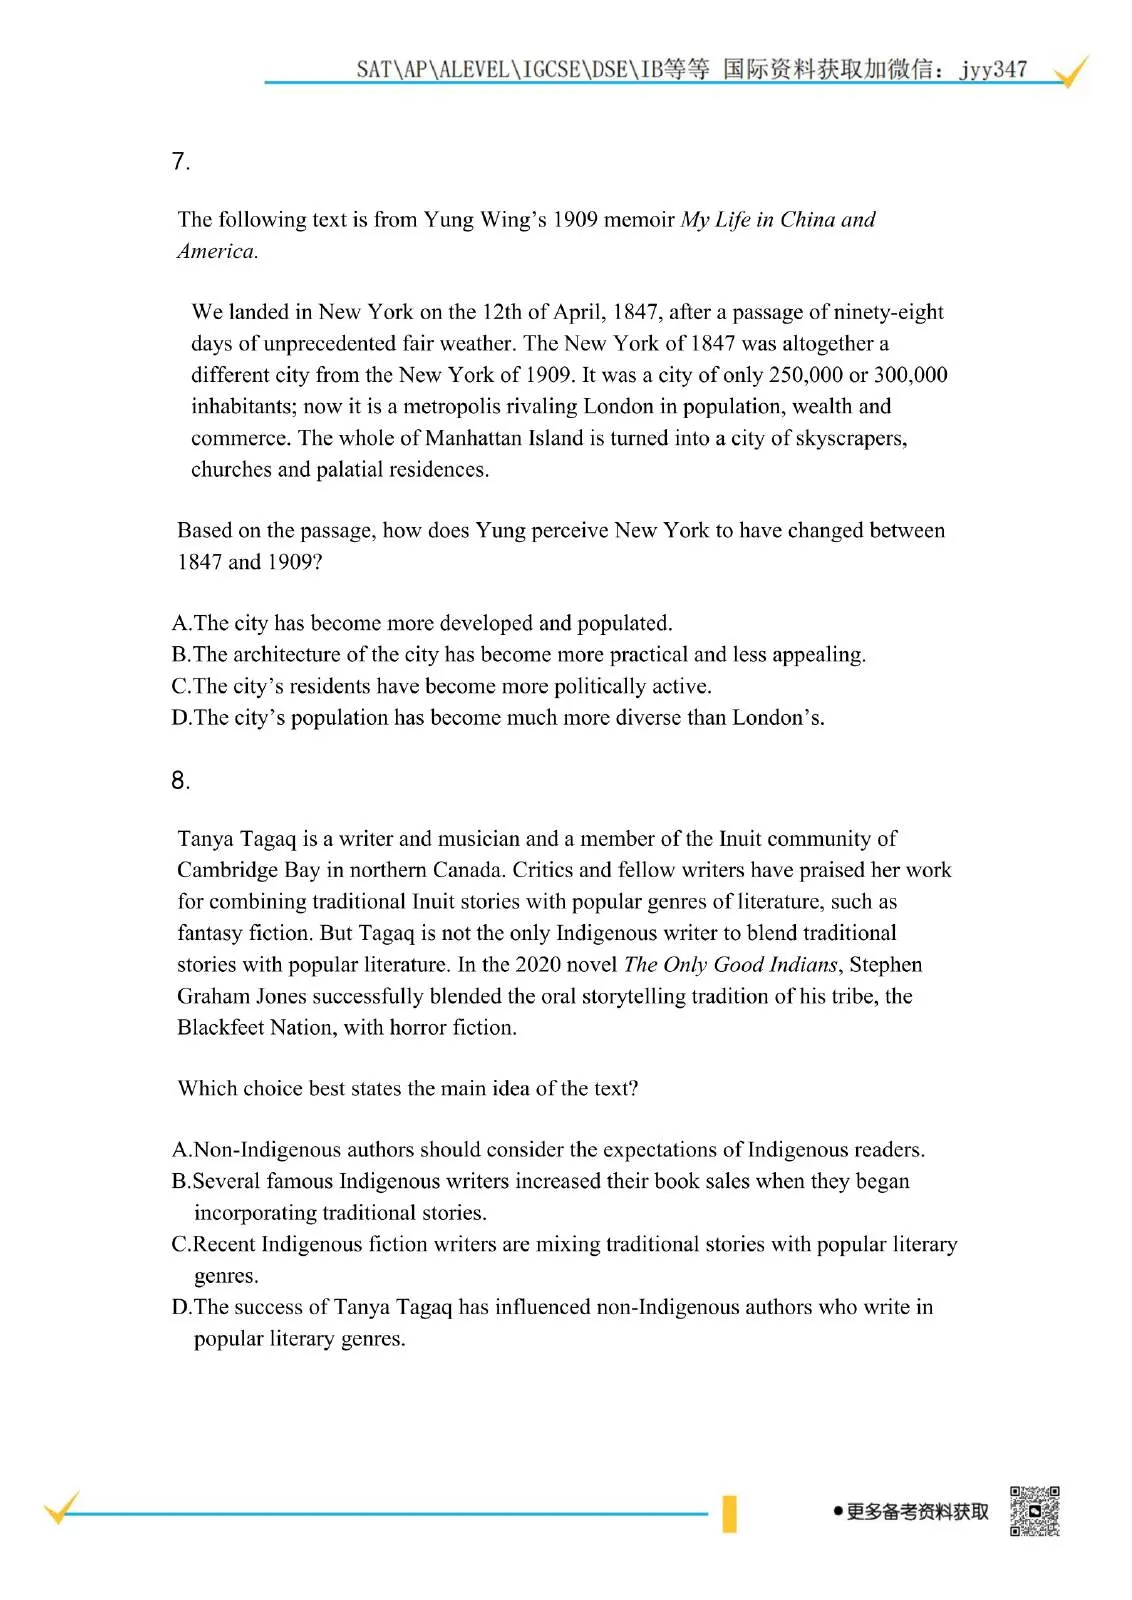 SAT\AP\ALEVEL\IGCSE\DSE\IB等等 国际资料获取加微信：jyy347
7.
The following text is from Yung Wing’s 1909 memoir My Life in China and
America.
We landed in New York on the 12th of April, 1847, after a passage of ninety-eight
days of unprecedented fair weather. The New York of 1847 was altogether a
different city from the New York of 1909. It was a city of only 250,000 or 300,000
inhabitants; now it is a metropolis rivaling London in population, wealth and
commerce. The whole of Manhattan Island is turned into a city of skyscrapers,
churches and palatial residences.
Based on the passage, how does Yung perceive New York to have changed between
1847 and 1909?
A.The city has become more developed and populated.
B.The architecture of the city has become more practical and less appealing.
C.The city’s residents have become more politically active.
D.The city’s population has become much more diverse than London’s.
8.
Tanya Tagaq is a writer and musician and a member of the Inuit community of
Cambridge Bay in northern Canada. Critics and fellow writers have praised her work
for combining traditional Inuit stories with popular genres of literature, such as
fantasy fiction. But Tagaq is not the only Indigenous writer to blend traditional
stories with popular literature. In the 2020 novel The Only Good Indians, Stephen
Graham Jones successfully blended the oral storytelling tradition of his tribe, the
Blackfeet Nation, with horror fiction.
Which choice best states the main idea of the text?
A.Non-Indigenous authors should consider the expectations of Indigenous readers.
B.Several famous Indigenous writers increased their book sales when they began
incorporating traditional stories.
C.Recent Indigenous fiction writers are mixing traditional stories with popular literary
genres.
D.The success of Tanya Tagaq has influenced non-Indigenous authors who write in
popular literary genres.
●更多备考资料获取